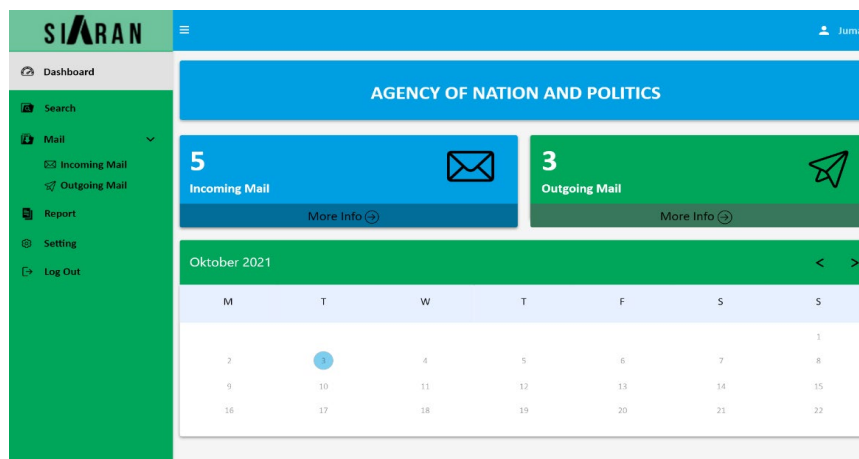 SIARAN
Juma
Dashboard
Search
Mail
Incoming Mail
Outgoing Mail
Report
Setting
Log Out
AGENCY OF NATION AND POLITICS
5
Incoming Mail
More Info
3
Outgoing Mail
More Info
Oktober 2021
< >
M T W T F S S
1
2 3 4 5 6 7 8
9 10 11 12 13 14 15
16 17 18 19 20 21 22